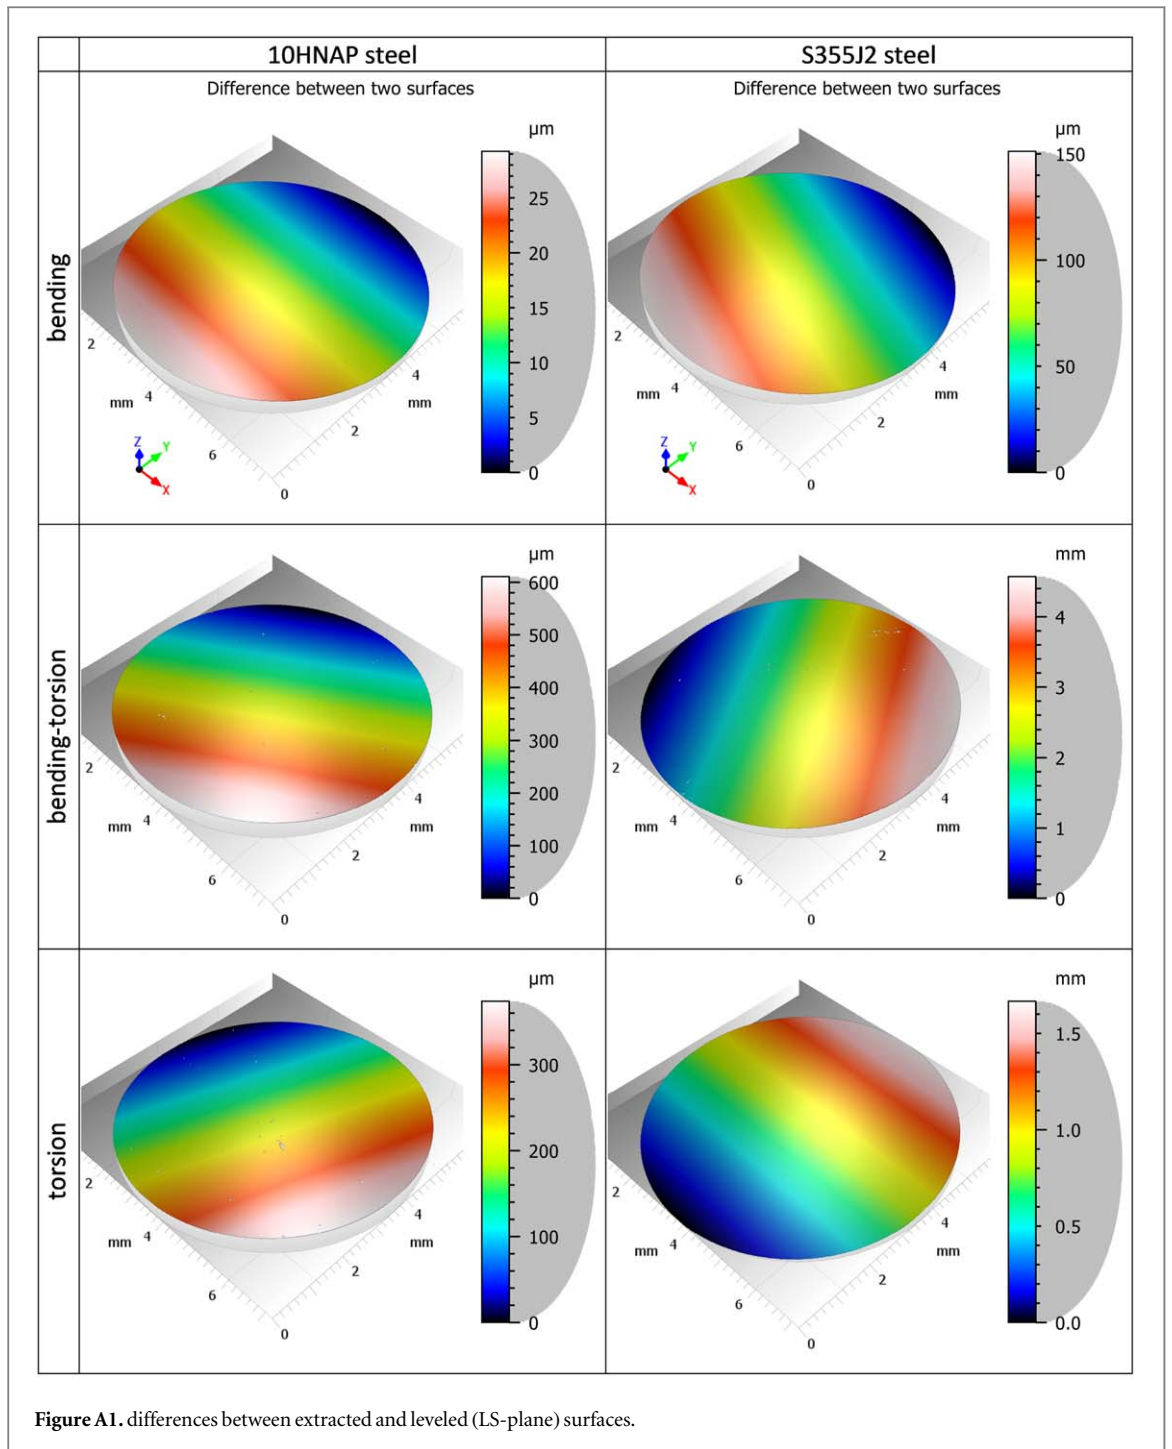 10HNAP steel
S355J2 steel
bending
Difference between two surfaces
µm
25
20
15
10
5
0
2
4
mm
6
0
2
4
mm
Z
Y
X
Difference between two surfaces
µm
150
100
50
0
2
mm
4
6
0
2
4
mm
Z
Y
X
bending-torsion
µm
600
500
400
300
200
100
0
2
mm
4
6
0
2
4
mm
mm
4
3
2
1
0
2
mm
4
6
0
2
4
mm
torsion
µm
300
200
100
0
2
mm
4
6
0
2
4
mm
mm
1.5
1.0
0.5
0.0
2
mm
4
6
0
2
4
mm
Figure A1. differences between extracted and leveled (LS-plane) surfaces.